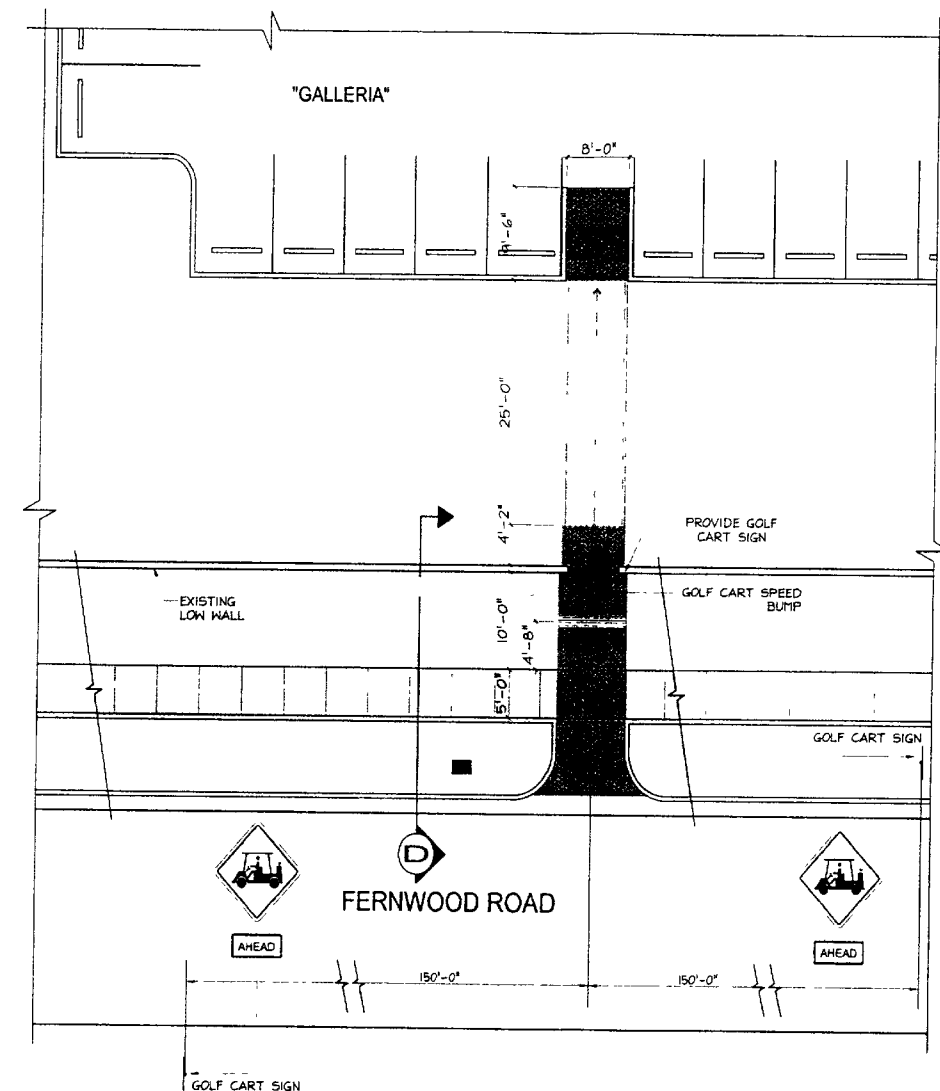 "GALLERIA"
8'-0"
9'-6"
25'-0"
4'-2"
PROVIDE GOLF
CART SIGN
EXISTING
LOW WALL
GOLF CART SPEED
BUMP
10'-0"
4'-8"
5'-0"
GOLF CART SIGN
D
FERNWOOD ROAD
AHEAD
AHEAD
150'-0"
150'-0"
GOLF CART SIGN